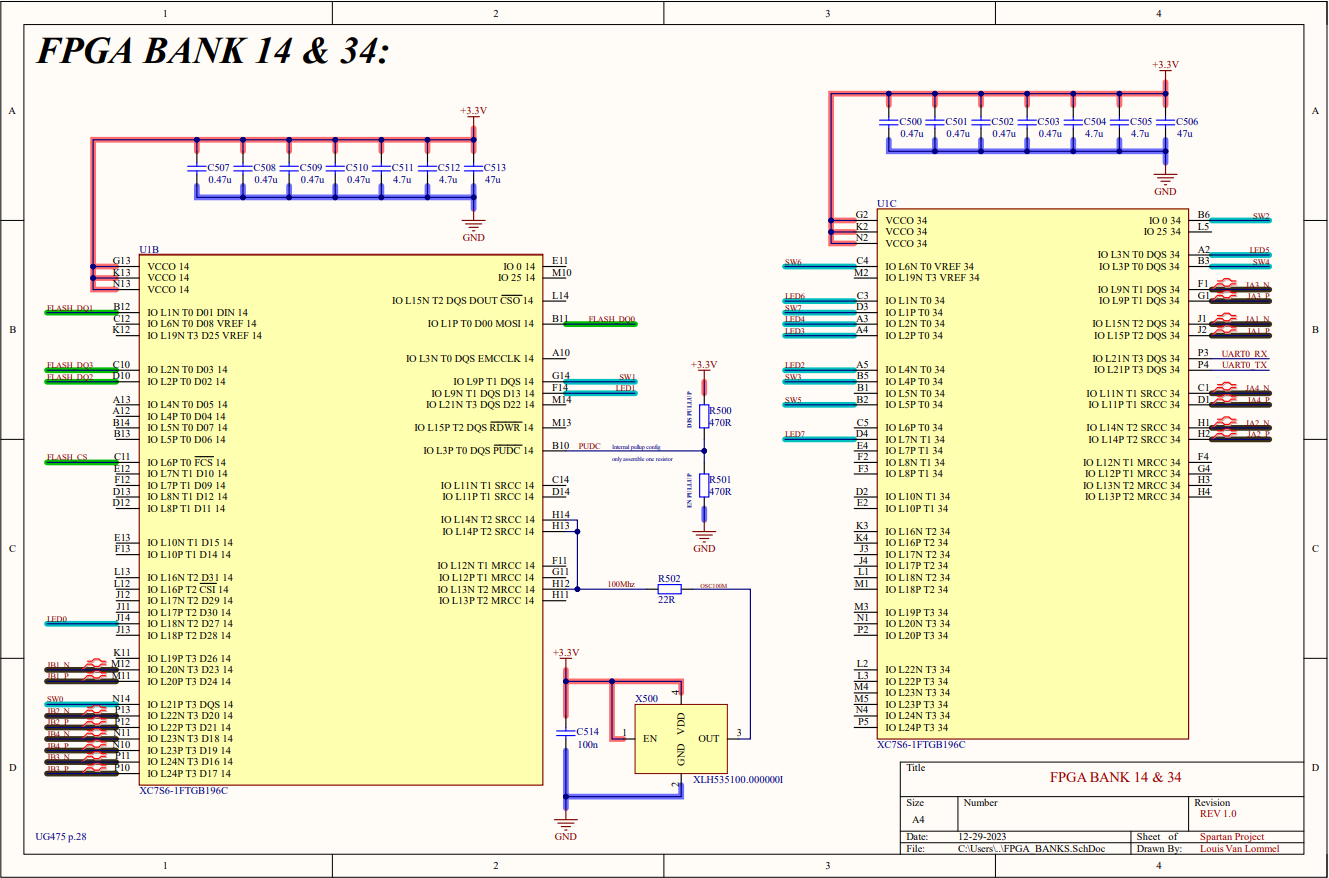 1 2 3 4
FPGA BANK 14 & 34:
A A
+3.3V
C507 C508 C509 C510 C511 C512 C513
0.47u 0.47u 0.47u 0.47u 4.7u 4.7u 47u
GND
+3.3V
C500 C501 C502 C503 C504 C505 C506
0.47u 0.47u 0.47u 0.47u 4.7u 4.7u 47u
GND
B B
C C
D D
U1B
G13 VCCO 14
K13 VCCO 14
N13 VCCO 14
FLASH_DQ1 B12 IO L1N T0 D01 DIN 14
C12 IO L6N T0 D08 VREF 14
K12 IO L19N T3 D25 VREF 14
FLASH_DQ3 C10 IO L2N T0 D03 14
FLASH_DQ2 D10 IO L2P T0 D02 14
A13 IO L4N T0 D05 14
A12 IO L4P T0 D04 14
B14 IO L5N T0 D07 14
B13 IO L5P T0 D06 14
FLASH_CS C11 IO L6P T0 FCS 14
E12 IO L7N T1 D10 14
F12 IO L7P T1 D09 14
D13 IO L8N T1 D12 14
D12 IO L8P T1 D11 14
E13 IO L10N T1 D15 14
F13 IO L10P T1 D14 14
L13 IO L16N T2 D31 14
L12 IO L16P T2 CSI 14
J12 IO L17N T2 D29 14
J11 IO L17P T2 D30 14
LED0 J14 IO L18N T2 D27 14
J13 IO L18P T2 D28 14
K11 IO L19P T3 D26 14
JB1_N M12 IO L20N T3 D23 14
JB1_P M11 IO L20P T3 D24 14
SW0 N14 IO L21P T3 DQS 14
JB2_N P13 IO L22N T3 D20 14
JB2_P P12 IO L22P T3 D21 14
JB4_N N11 IO L23N T3 D18 14
JB4_P N10 IO L23P T3 D19 14
JB3_N P11 IO L24N T3 D16 14
JB3_P P10 IO L24P T3 D17 14
IO 0 14 E11
IO 25 14 M10
IO L15N T2 DQS DOUT CSO 14 L14
IO L1P T0 D00 MOSI 14 B11 FLASH_DQ0
IO L3N T0 DQS EMCCLK 14 A10
IO L9P T1 DQS 14 G14 SW1
IO L9N T1 DQS D13 14 F14 LED1
IO L21N T3 DQS D22 14 M14
IO L15P T2 DQS RDWR 14 M13
IO L3P T0 DQS PUDC 14 B10 PUDC
IO L11N T1 SRCC 14 C14
IO L11P T1 SRCC 14 D14
IO L14N T2 SRCC 14 H14
IO L14P T2 SRCC 14 H13
IO L12N T1 MRCC 14 F11
IO L12P T1 MRCC 14 G11
IO L13N T2 MRCC 14 H12
IO L13P T2 MRCC 14 H11
XC7S6-1FTGB196C
+3.3V
DIS PULLUP
R500
470R
Internal pullup config
only assemble one resistor
EN PULLUP
R501
470R
GND
100Mhz
R502
22R
OSC100M
+3.3V
C514
100n
GND
X500
1 EN
4 VDD
GND 2
OUT 3
XLH535100.000000I
U1C
G2 VCCO 34
K2 VCCO 34
N2 VCCO 34
SW6 C4 IO L6N T0 VREF 34
M2 IO L19N T3 VREF 34
LED6 C3 IO L1N T0 34
SW7 D3 IO L1P T0 34
LED4 A3 IO L2N T0 34
LED3 A4 IO L2P T0 34
LED2 A5 IO L4N T0 34
SW3 B5 IO L4P T0 34
B1 IO L5N T0 34
SW5 B2 IO L5P T0 34
C5 IO L6P T0 34
LED7 D4 IO L7N T1 34
E4 IO L7P T1 34
F2 IO L8N T1 34
F3 IO L8P T1 34
D2 IO L10N T1 34
E2 IO L10P T1 34
K3 IO L16N T2 34
K4 IO L16P T2 34
J3 IO L17N T2 34
J4 IO L17P T2 34
L1 IO L18N T2 34
M1 IO L18P T2 34
M3 IO L19P T3 34
N1 IO L20N T3 34
P2 IO L20P T3 34
L2 IO L22N T3 34
L3 IO L22P T3 34
M4 IO L23N T3 34
M5 IO L23P T3 34
N4 IO L24N T3 34
P5 IO L24P T3 34
IO 0 34 B6 SW2
IO 25 34 L5
IO L3N T0 DQS 34 A2 LED5
IO L3P T0 DQS 34 B3 SW4
IO L9N T1 DQS 34 F1 JA3_N
IO L9P T1 DQS 34 G1 JA3_P
IO L15N T2 DQS 34 J1 JA1_N
IO L15P T2 DQS 34 J2 JA1_P
IO L21N T3 DQS 34 P3 UART0_RX
IO L21P T3 DQS 34 P4 UART0_TX
IO L11N T1 SRCC 34 C1 JA4_N
IO L11P T1 SRCC 34 D1 JA4_P
IO L14N T2 SRCC 34 H1 JA2_N
IO L14P T2 SRCC 34 H2 JA2_P
IO L12N T1 MRCC 34 F4
IO L12P T1 MRCC 34 G4
IO L13N T2 MRCC 34 H3
IO L13P T2 MRCC 34 H4
XC7S6-1FTGB196C
UG475 p.28
Title
FPGA BANK 14 & 34
Size Number Revision
A4 REV 1.0
Date: 12-29-2023 Sheet of Spartan Project
File: C:\Users\..\FPGA_BANKS.SchDoc Drawn By: Louis Van Lommel
1 2 3 4